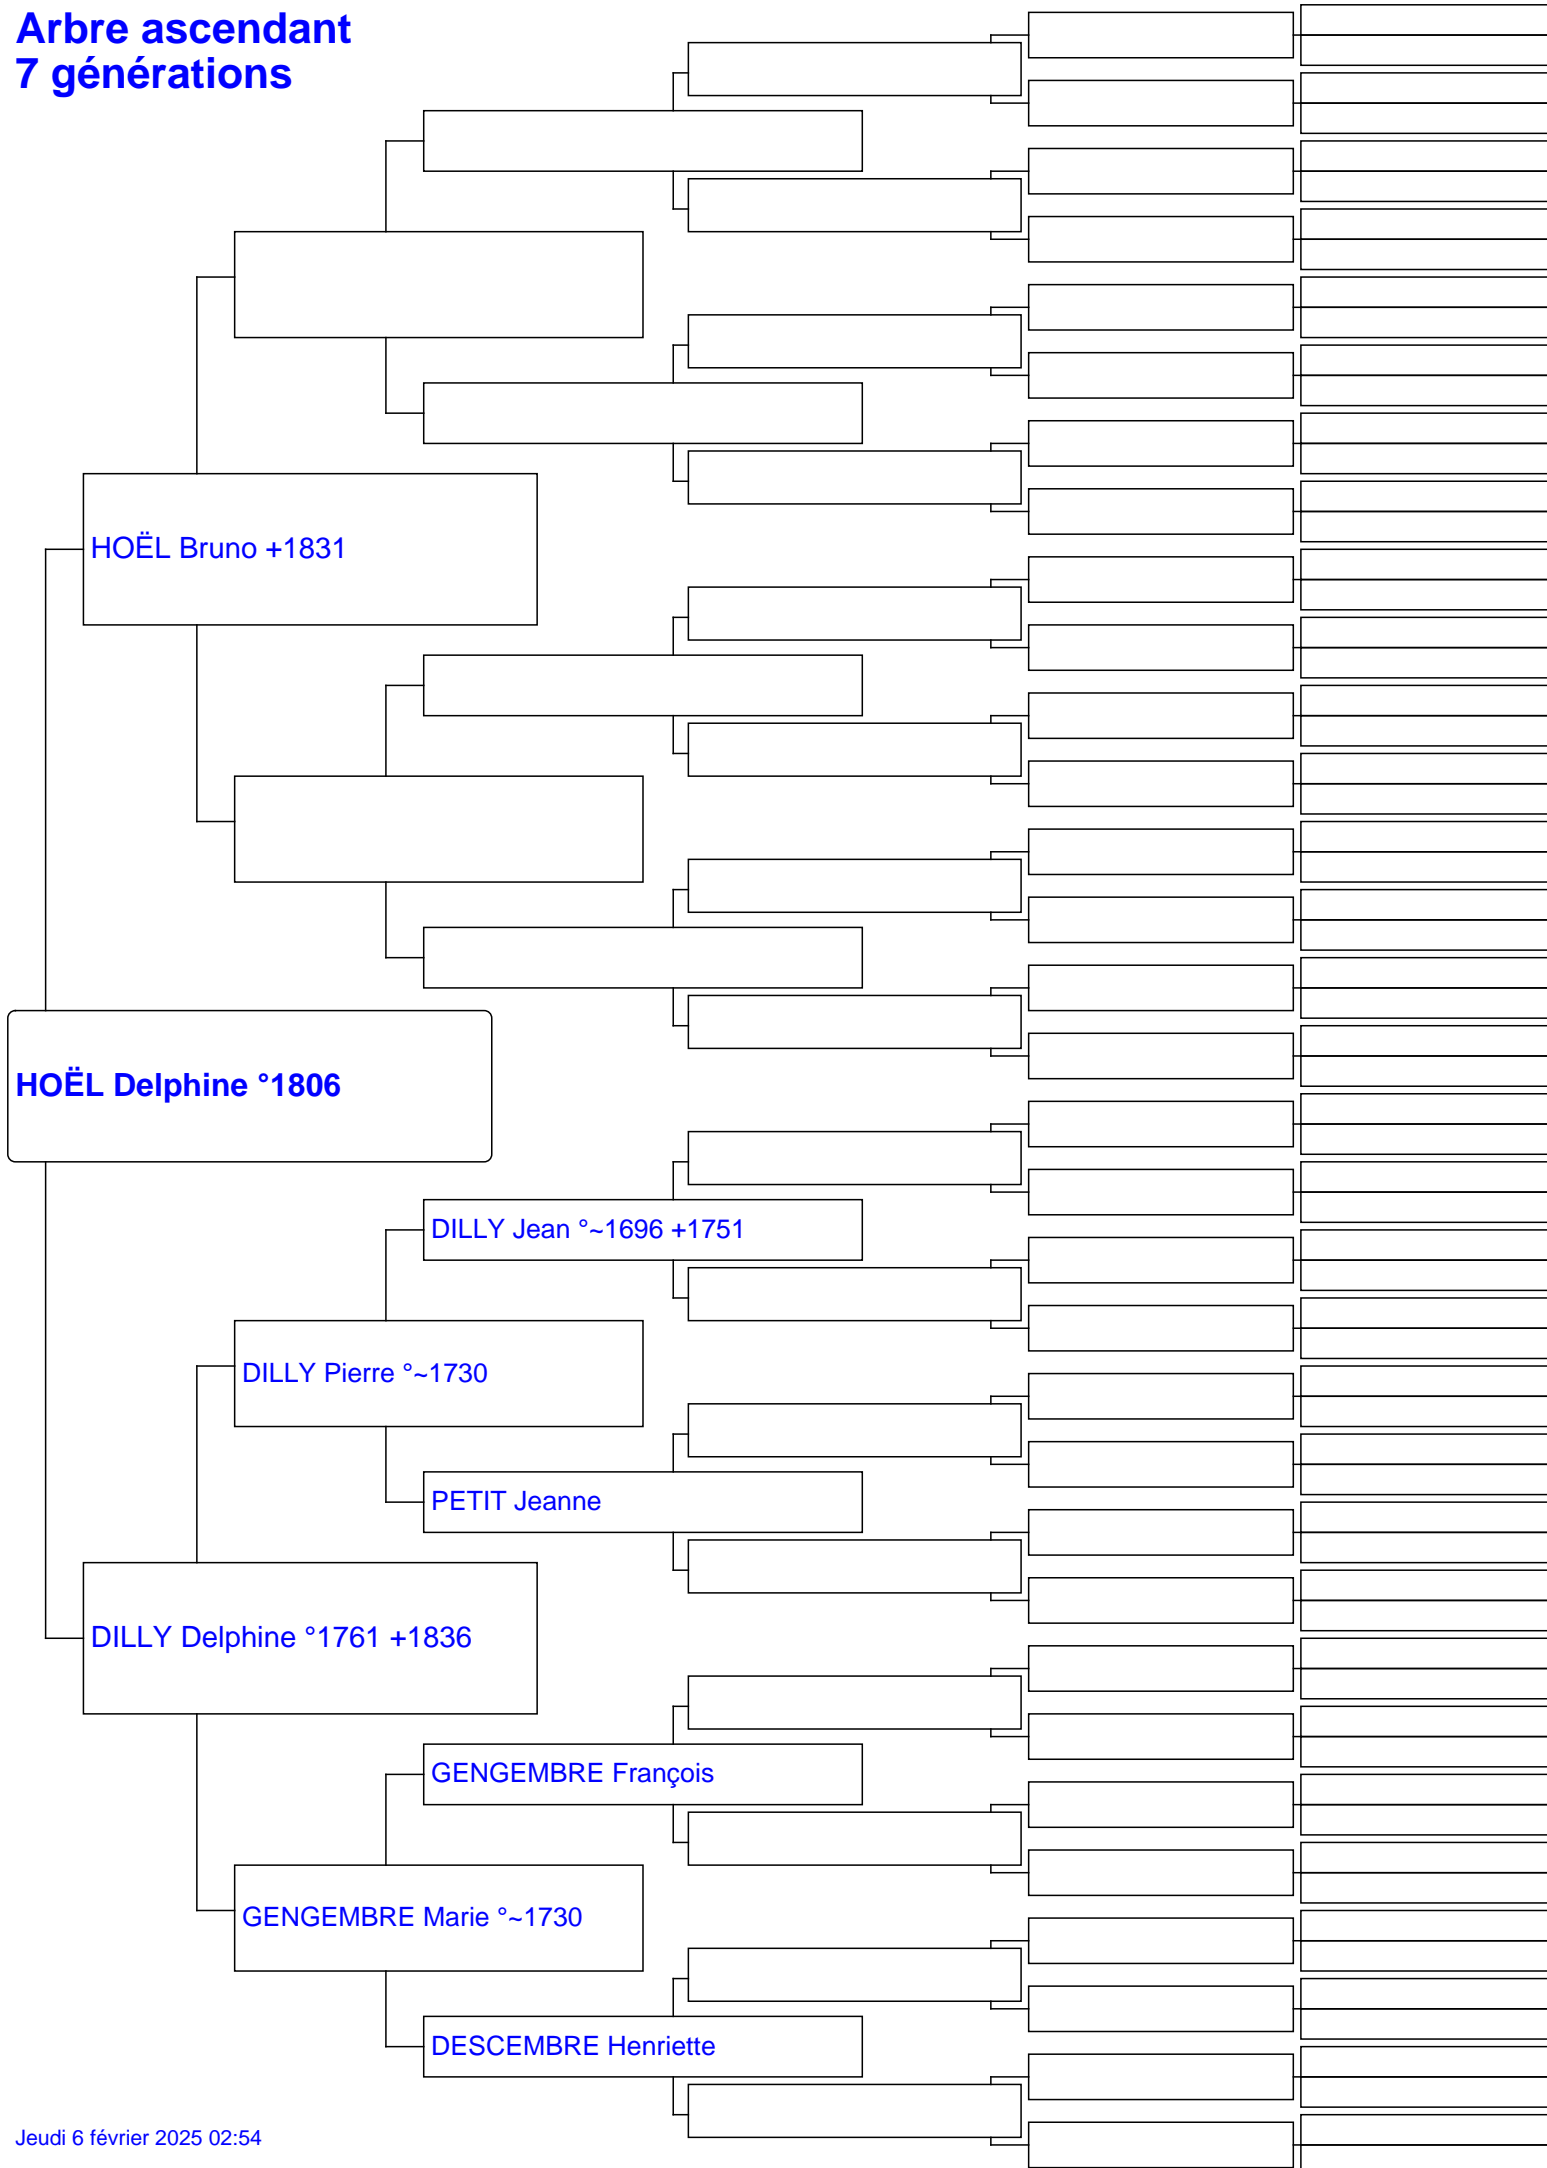 Arbre ascendant
7 générations
HOËL Bruno +1831
HOËL Delphine °1806
DILLY Jean °~1696 +1751
DILLY Pierre °~1730
PETIT Jeanne
DILLY Delphine °1761 +1836
GENGEMBRE François
GENGEMBRE Marie °~1730
DESCEMBRE Henriette
Jeudi 6 février 2025 02:54